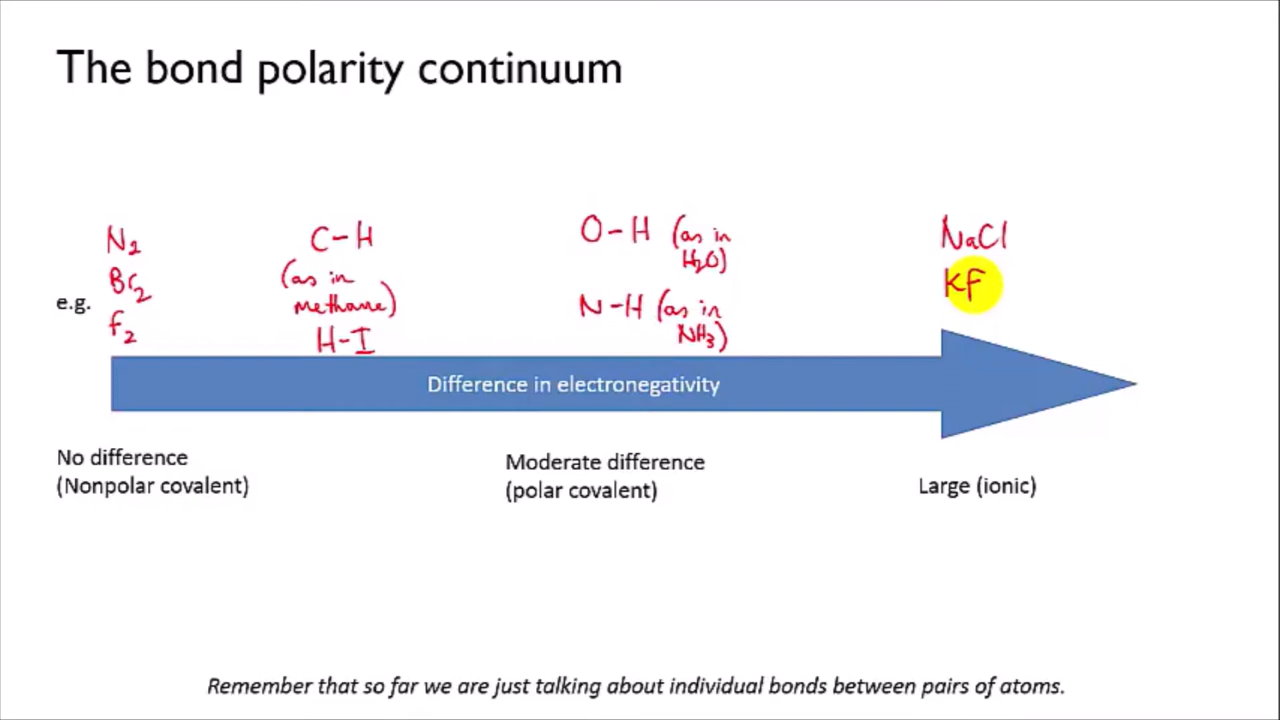 The bond polarity continuum
e.g.
N2
Br2
F2
C-H
(as in
methane)
H-I
O-H (as in
H2O)
N-H (as in
NH3)
NaCl
KF
Difference in electronegativity
No difference
(Nonpolar covalent)
Moderate difference
(polar covalent)
Large (ionic)
Remember that so far we are just talking about individual bonds between pairs of atoms.